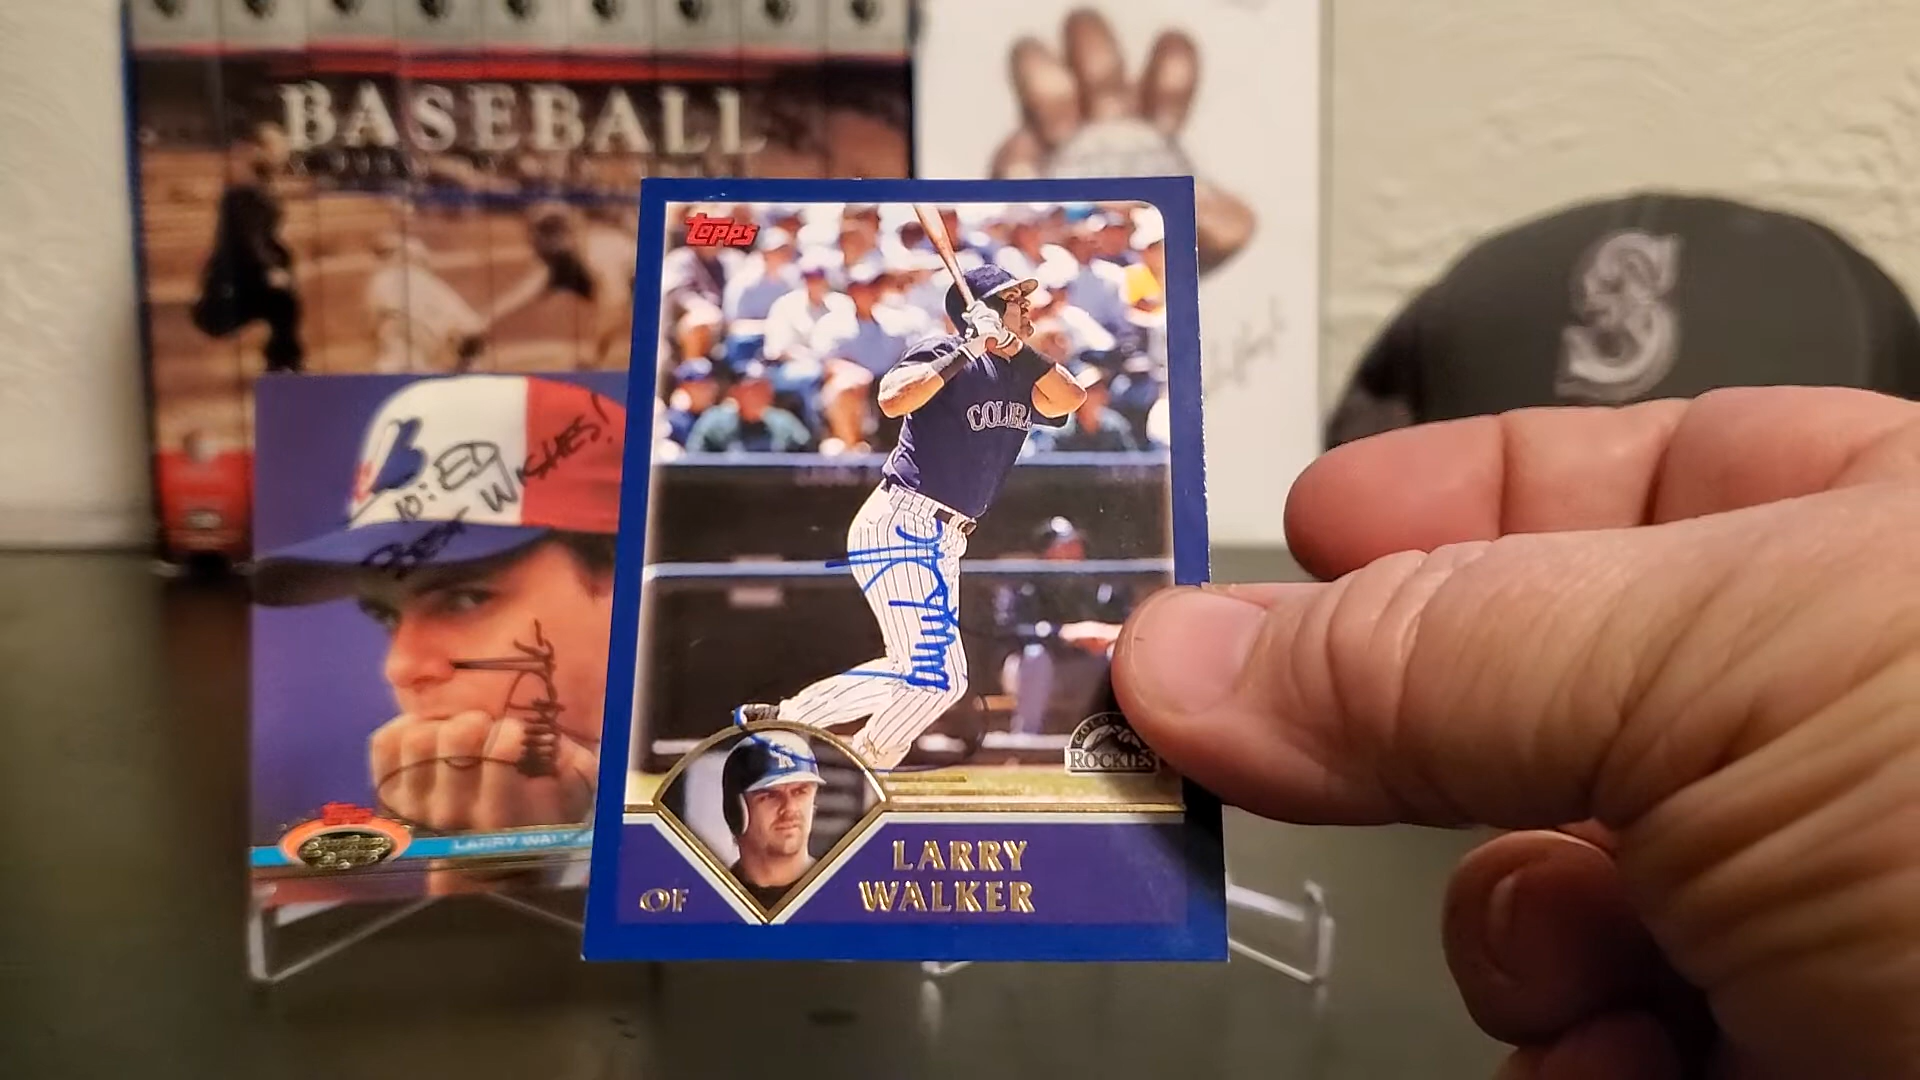 BASEBALL
S
TO: ED
BEST WISHES!
LARRY WALKER
topps
COLORA
ROCKIES
OF
LARRY
WALKER